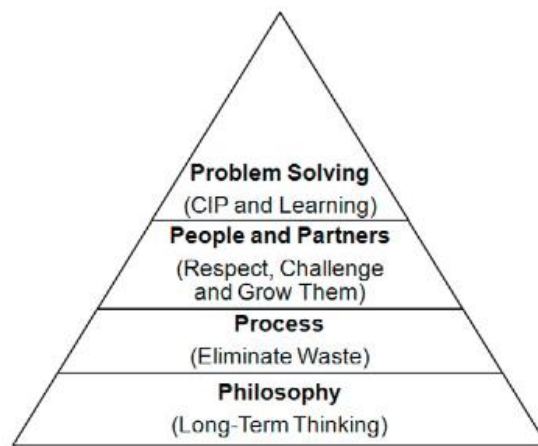 Problem Solving
(CIP and Learning)
People and Partners
(Respect, Challenge
and Grow Them)
Process
(Eliminate Waste)
Philosophy
(Long-Term Thinking)